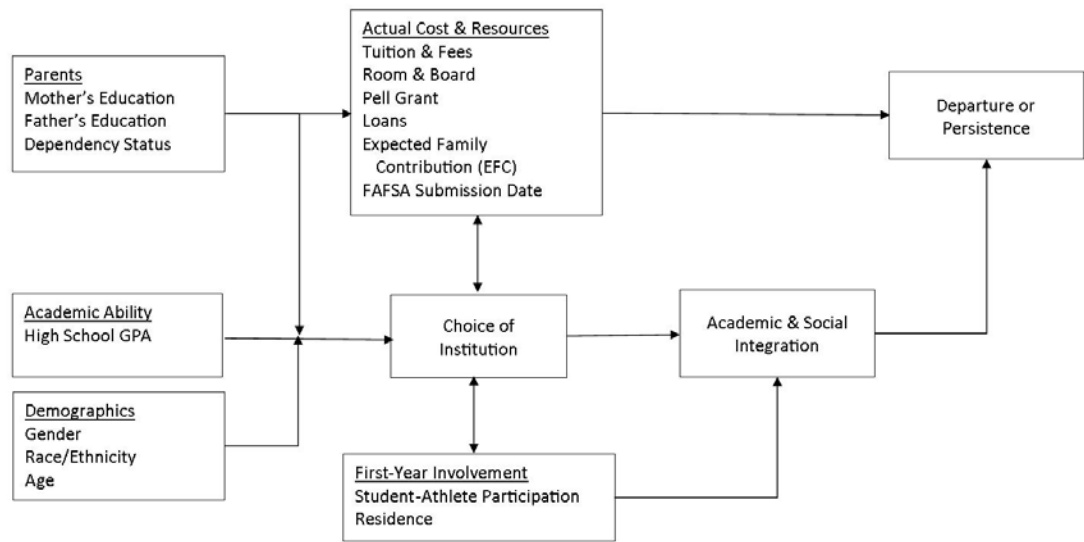 Parents
Mother's Education
Father's Education
Dependency Status
Actual Cost & Resources
Tuition & Fees
Room & Board
Pell Grant
Loans
Expected Family
Contribution (EFC)
FAFSA Submission Date
Departure or
Persistence
Academic Ability
High School GPA
Choice of
Institution
Academic & Social
Integration
Demographics
Gender
Race/Ethnicity
Age
First-Year Involvement
Student-Athlete Participation
Residence